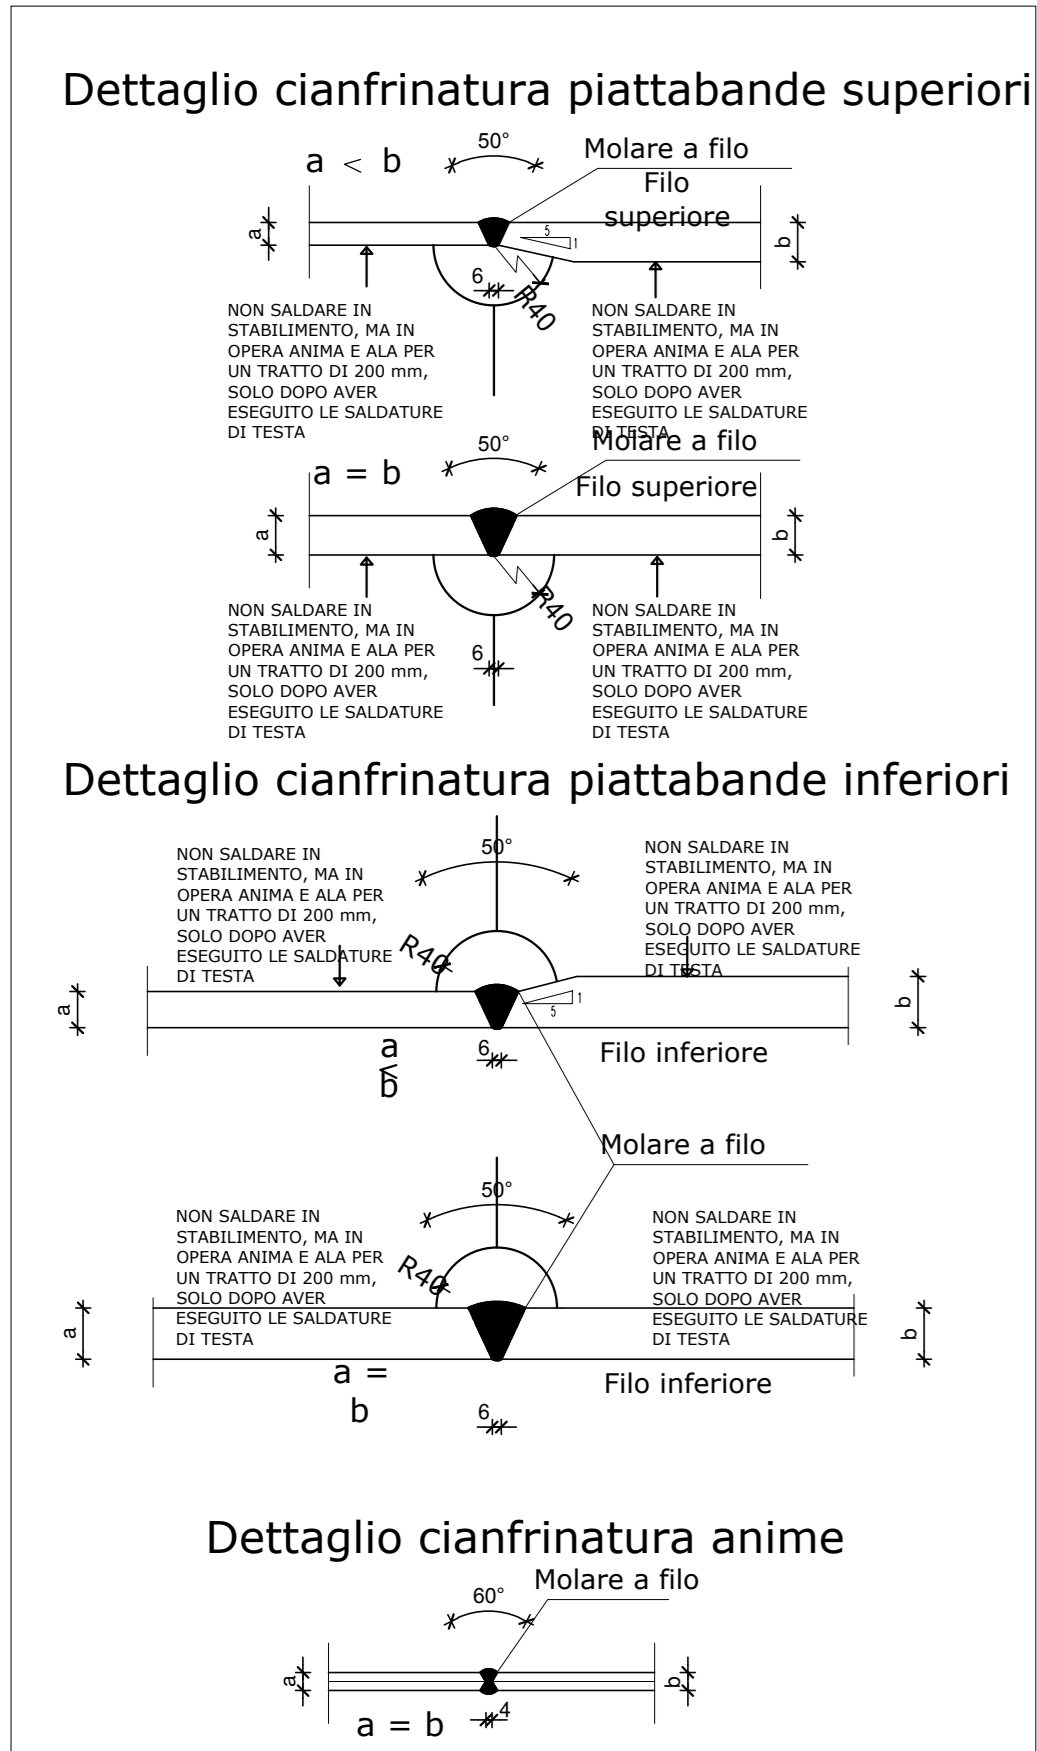 Dettaglio cianfrinatura piattabande superiori
50°
a < b
Molare a filo
Filo
superiore
a
5
1
b
6
R40
NON SALDARE IN
STABILIMENTO, MA IN
OPERA ANIMA E ALA PER
UN TRATTO DI 200 mm,
SOLO DOPO AVER
ESEGUITO LE SALDATURE
DI TESTA
NON SALDARE IN
STABILIMENTO, MA IN
OPERA ANIMA E ALA PER
UN TRATTO DI 200 mm,
SOLO DOPO AVER
ESEGUITO LE SALDATURE
DI TESTA
50°
Molare a filo
a = b
Filo superiore
a
b
R40
NON SALDARE IN
STABILIMENTO, MA IN
OPERA ANIMA E ALA PER
UN TRATTO DI 200 mm,
SOLO DOPO AVER
ESEGUITO LE SALDATURE
DI TESTA
6
NON SALDARE IN
STABILIMENTO, MA IN
OPERA ANIMA E ALA PER
UN TRATTO DI 200 mm,
SOLO DOPO AVER
ESEGUITO LE SALDATURE
DI TESTA
Dettaglio cianfrinatura piattabande inferiori
NON SALDARE IN
STABILIMENTO, MA IN
OPERA ANIMA E ALA PER
UN TRATTO DI 200 mm,
SOLO DOPO AVER
ESEGUITO LE SALDATURE
DI TESTA
50°
NON SALDARE IN
STABILIMENTO, MA IN
OPERA ANIMA E ALA PER
UN TRATTO DI 200 mm,
SOLO DOPO AVER
ESEGUITO LE SALDATURE
DI TESTA
R40
a
1
5
b
a
<
b
6
Filo inferiore
Molare a filo
50°
NON SALDARE IN
STABILIMENTO, MA IN
OPERA ANIMA E ALA PER
UN TRATTO DI 200 mm,
SOLO DOPO AVER
ESEGUITO LE SALDATURE
DI TESTA
R40
NON SALDARE IN
STABILIMENTO, MA IN
OPERA ANIMA E ALA PER
UN TRATTO DI 200 mm,
SOLO DOPO AVER
ESEGUITO LE SALDATURE
DI TESTA
a
b
a =
b
Filo inferiore
6
Dettaglio cianfrinatura anime
Molare a filo
60°
a
b
4
a = b